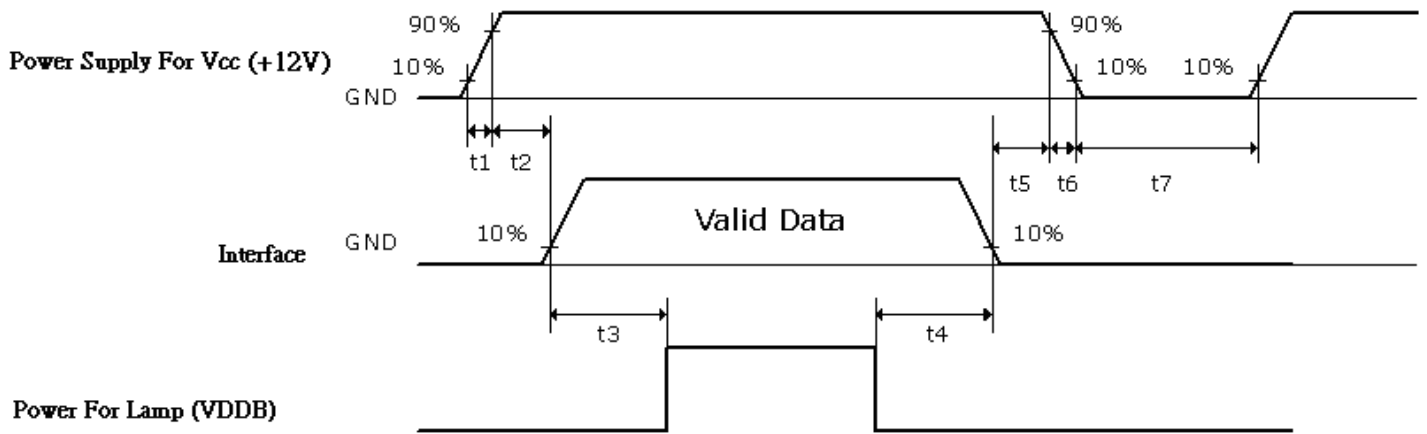 90%
90%
Power Supply For Vcc (+12V)
10%
10%
10%
GND
t1
t2
t5
t6
t7
Valid Data
GND
10%
10%
Interface
t3
t4
Power For Lamp (VDDB)